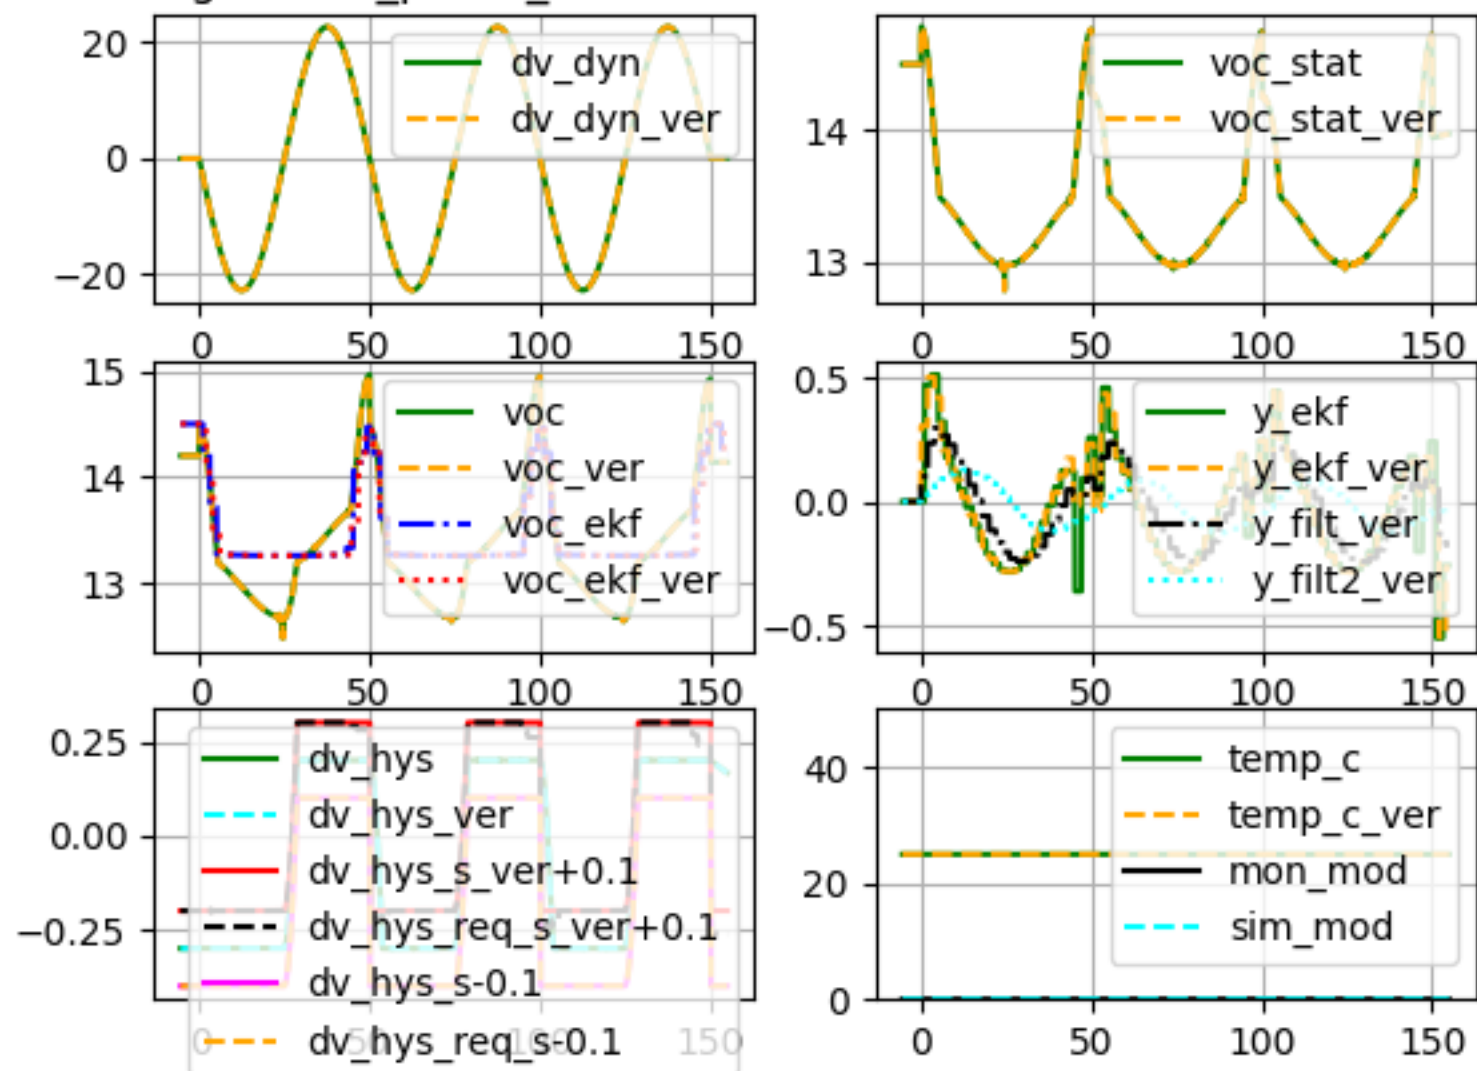 20
0
−20
dv_dyn
dv_dyn_ver
0 50 100 150
14
13
voc_stat
voc_stat_ver
0 50 100 150
15
14
13
voc
voc_ver
voc_ekf
voc_ekf_ver
0 50 100 150
0.5
0.0
−0.5
y_ekf
y_ekf_ver
y_filt_ver
y_filt2_ver
0 50 100 150
0.25
0.00
−0.25
dv_hys
dv_hys_ver
dv_hys_s_ver+0.1
dv_hys_req_s_ver+0.1
dv_hys_s-0.1
dv_hys_req_s-0.1
0 50 100 150
40
20
0
temp_c
temp_c_ver
mon_mod
sim_mod
0 50 100 150